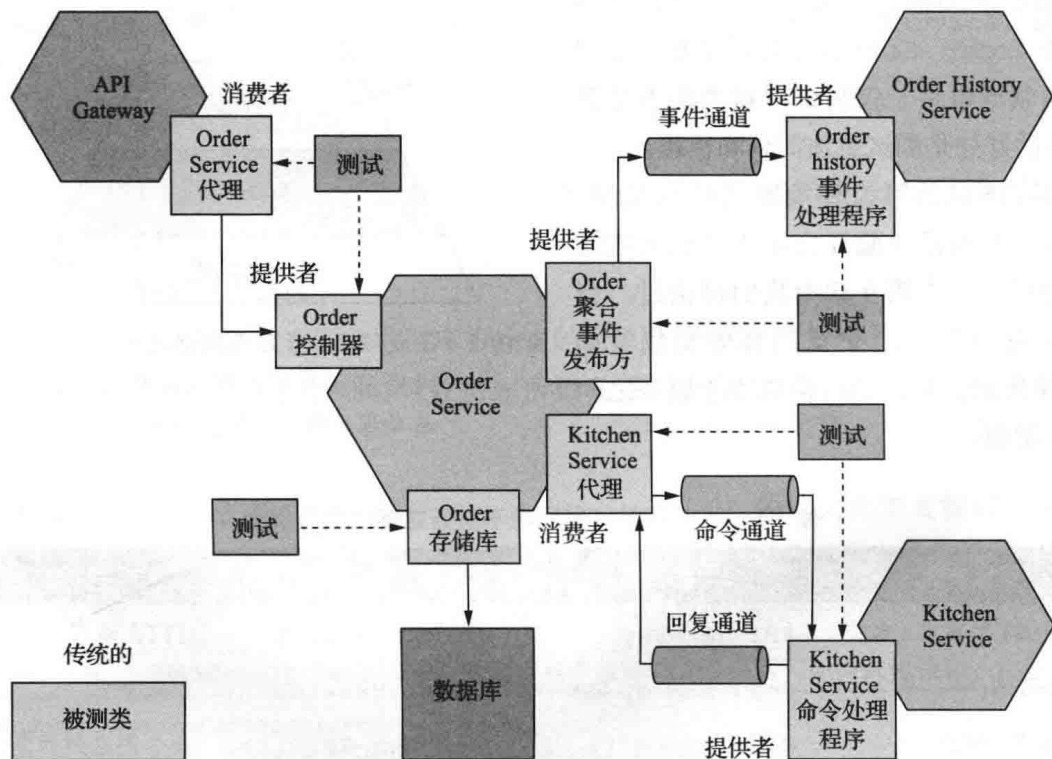 API
Gateway
消费者
Order
Service
代理
测试
提供者
Order
控制器
Order
Service
提供者
Order
聚合
事件
发布方
事件通道
提供者
Order
history
事件
处理程序
Order History
Service
测试
Kitchen
Service
代理
消费者
测试
命令通道
测试
Order
存储库
数据库
回复通道
Kitchen
Service
命令处理
程序
提供者
Kitchen
Service
传统的
被测类